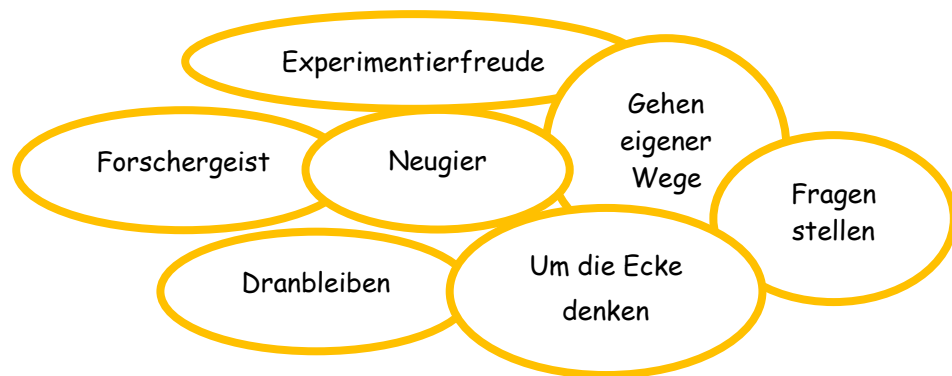 Experimentierfreude
Gehen
eigener
Wege
Forschergeist
Neugier
Fragen
stellen
Dranbleiben
Um die Ecke
denken